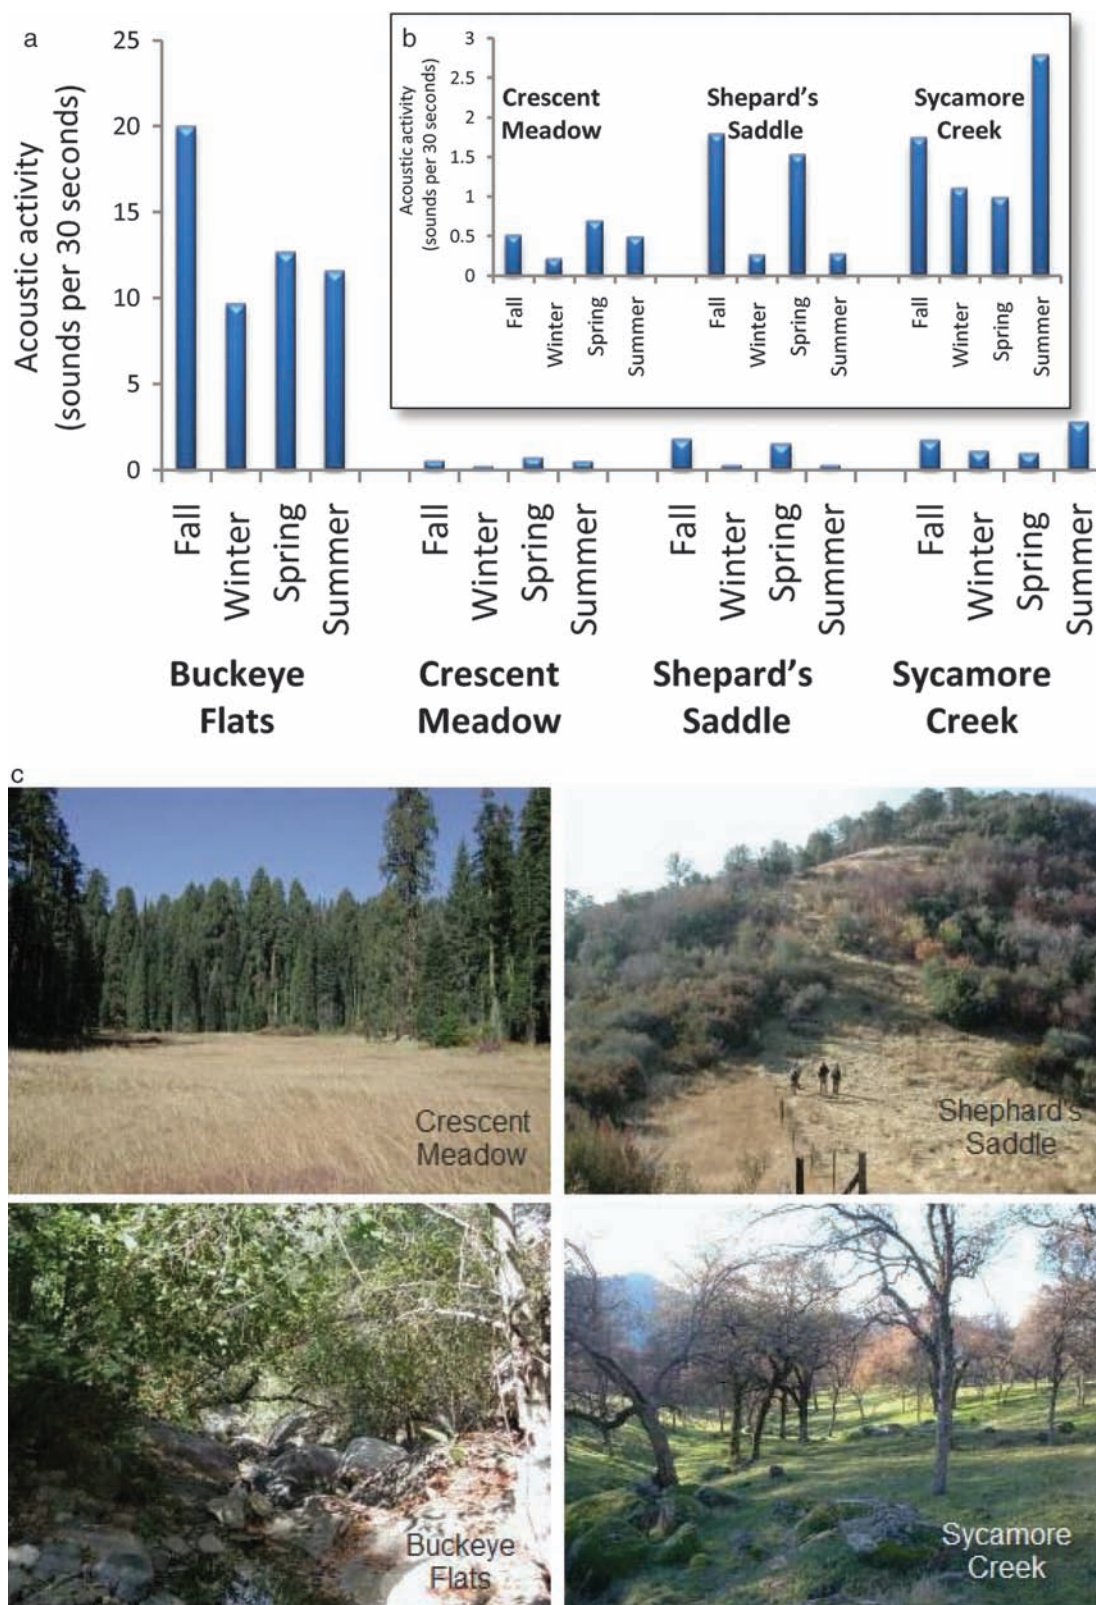 a
25
20
15
10
5
0
Acoustic activity
(sounds per 30 seconds)
Fall
Winter
Spring
Summer
Fall
Winter
Spring
Summer
Fall
Winter
Spring
Summer
Fall
Winter
Spring
Summer
Buckeye
Flats
Crescent
Meadow
Shepard's
Saddle
Sycamore
Creek
b
3
2.5
2
1.5
1
0.5
0
Acoustic activity
(sounds per 30 seconds)
Crescent
Meadow
Shepard's
Saddle
Sycamore
Creek
Fall
Winter
Spring
Summer
Fall
Winter
Spring
Summer
Fall
Winter
Spring
Summer
c
Crescent
Meadow
Shephard's
Saddle
Buckeye
Flats
Sycamore
Creek